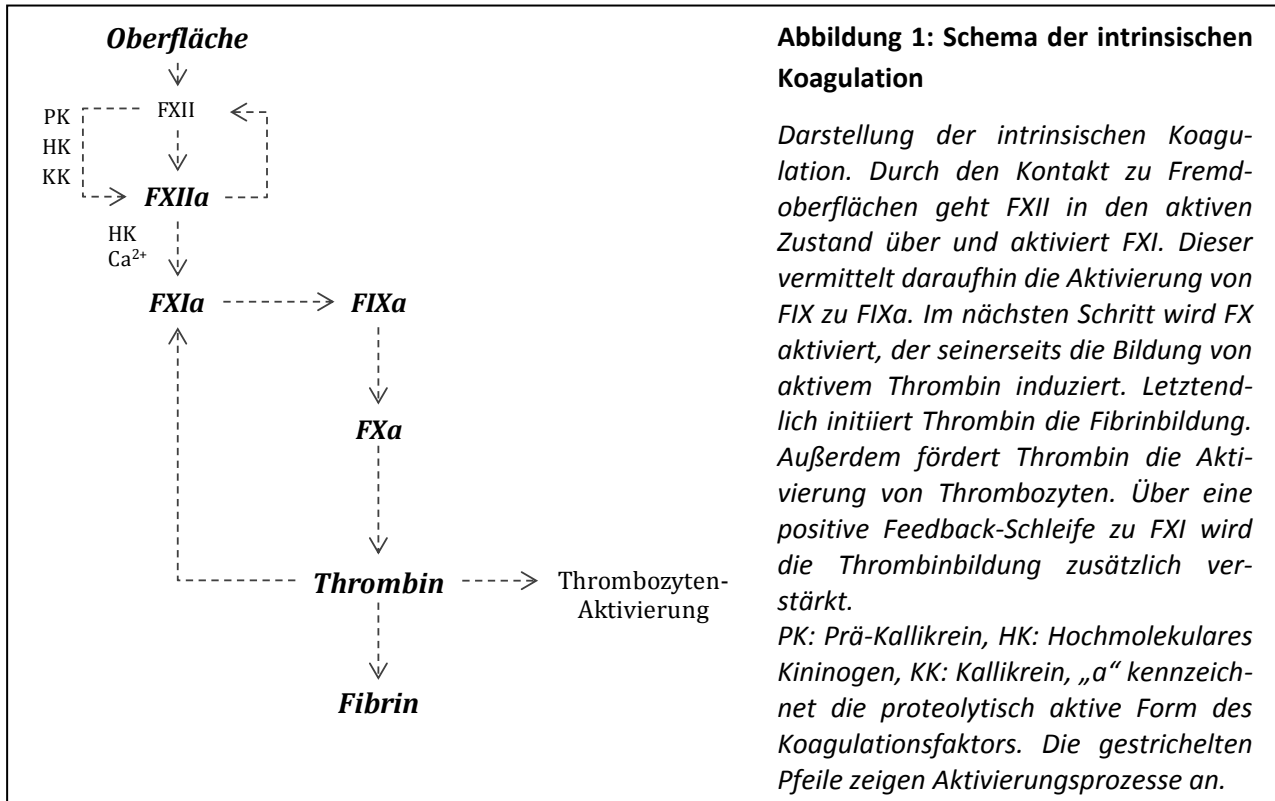 Oberfläche
FXII
PK
HK
KK
FXIIa
HK
Ca²⁺
FXIa
FIXa
FXa
Thrombin
Thrombozyten-
Aktivierung
Fibrin
Abbildung 1: Schema der intrinsischen
Koagulation
Darstellung der intrinsischen Koagu-
lation. Durch den Kontakt zu Fremd-
oberflächen geht FXII in den aktiven
Zustand über und aktiviert FXI. Dieser
vermittelt daraufhin die Aktivierung von
FIX zu FIXa. Im nächsten Schritt wird FX
aktiviert, der seinerseits die Bildung von
aktivem Thrombin induziert. Letztend-
lich initiiert Thrombin die Fibrinbildung.
Außerdem fördert Thrombin die Akti-
vierung von Thrombozyten. Über eine
positive Feedback-Schleife zu FXI wird
die Thrombinbildung zusätzlich ver-
stärkt.
PK: Prä-Kallikrein, HK: Hochmolekulares
Kininogen, KK: Kallikrein, „a“ kennzeich-
net die proteolytisch aktive Form des
Koagulationsfaktors. Die gestrichelten
Pfeile zeigen Aktivierungsprozesse an.